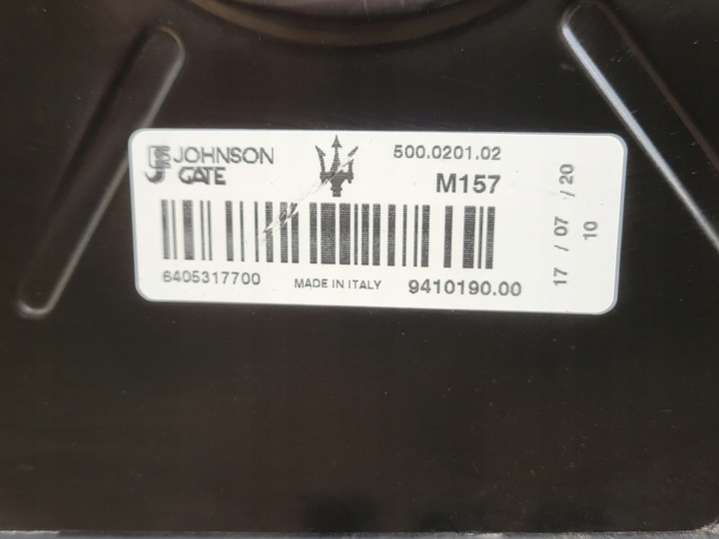 JOHNSON
GATE
500.0201.02
M157
6405317700
MADE IN ITALY
9410190.00
17 / 07 / 20
10